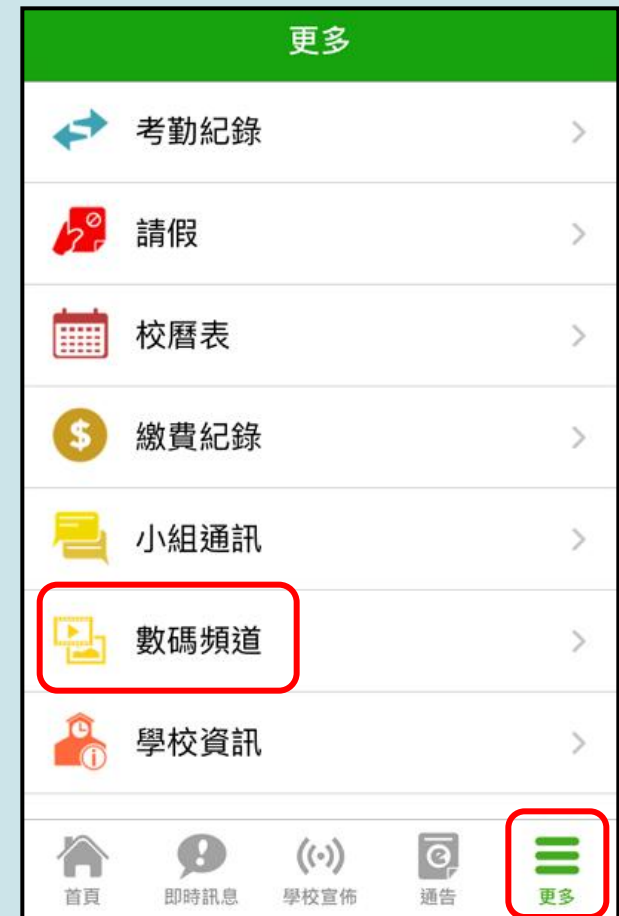 更多
考勤紀錄
請假
校曆表
繳費紀錄
小組通訊
數碼頻道
學校資訊
首頁
即時訊息
學校宣佈
通告
更多